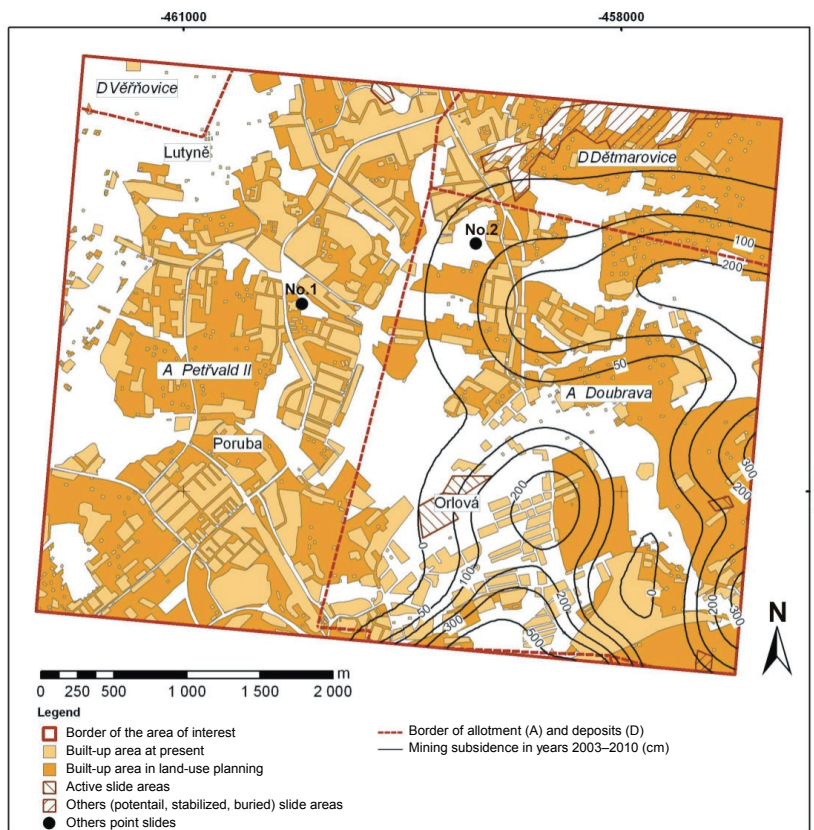 -461000
-458000
D Věřňovice
Lutyně
D Dětmarovice
No.2
100
200
No.1
50
A Petřvald II
A Doubrava
Poruba
300
200
200
Orlová
0
100
0
50
200
200
300
300
500
N
0 250 500 1 000 1 500 2 000 m
Legend
Border of the area of interest
Built-up area at present
Built-up area in land-use planning
Active slide areas
Others (potentail, stabilized, buried) slide areas
Others point slides
Border of allotment (A) and deposits (D)
Mining subsidence in years 2003–2010 (cm)